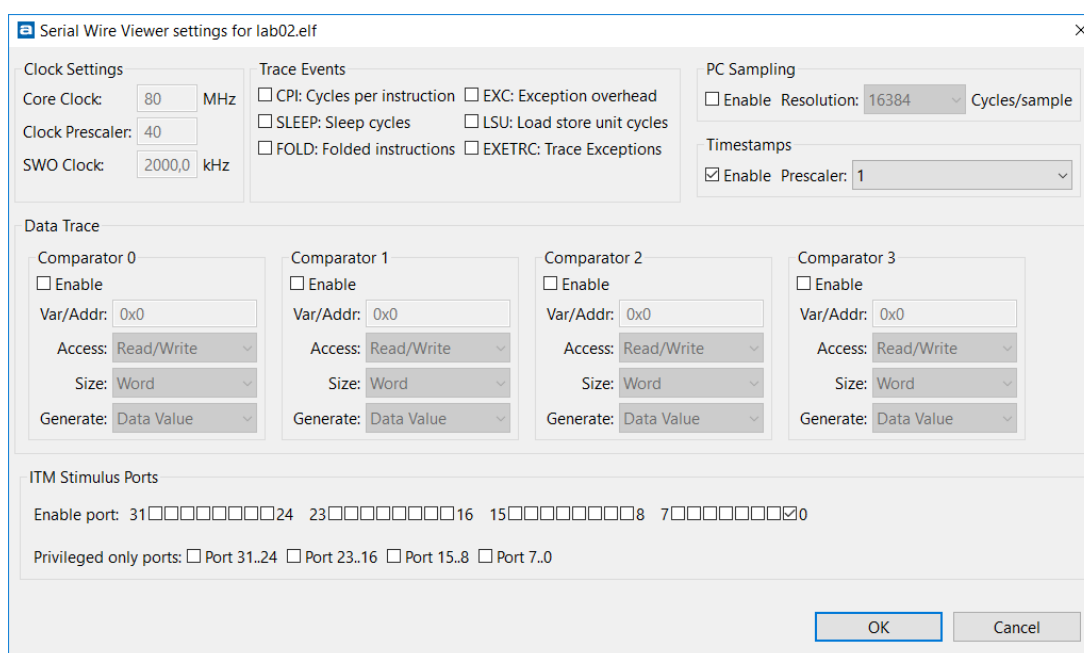 Serial Wire Viewer settings for lab02.elf
Clock Settings
Core Clock: 80 MHz
Clock Prescaler: 40
SWO Clock: 2000,0 kHz
Trace Events
CPI: Cycles per instruction EXC: Exception overhead
SLEEP: Sleep cycles LSU: Load store unit cycles
FOLD: Folded instructions EXETRC: Trace Exceptions
PC Sampling
Enable Resolution: 16384 Cycles/sample
Timestamps
Enable Prescaler: 1
Data Trace
Comparator 0
Enable
Var/Addr: 0x0
Access: Read/Write
Size: Word
Generate: Data Value
Comparator 1
Enable
Var/Addr: 0x0
Access: Read/Write
Size: Word
Generate: Data Value
Comparator 2
Enable
Var/Addr: 0x0
Access: Read/Write
Size: Word
Generate: Data Value
Comparator 3
Enable
Var/Addr: 0x0
Access: Read/Write
Size: Word
Generate: Data Value
ITM Stimulus Ports
Enable port: 31 24 23 16 15 8 7 0
Privileged only ports: Port 31..24 Port 23..16 Port 15..8 Port 7..0
OK Cancel